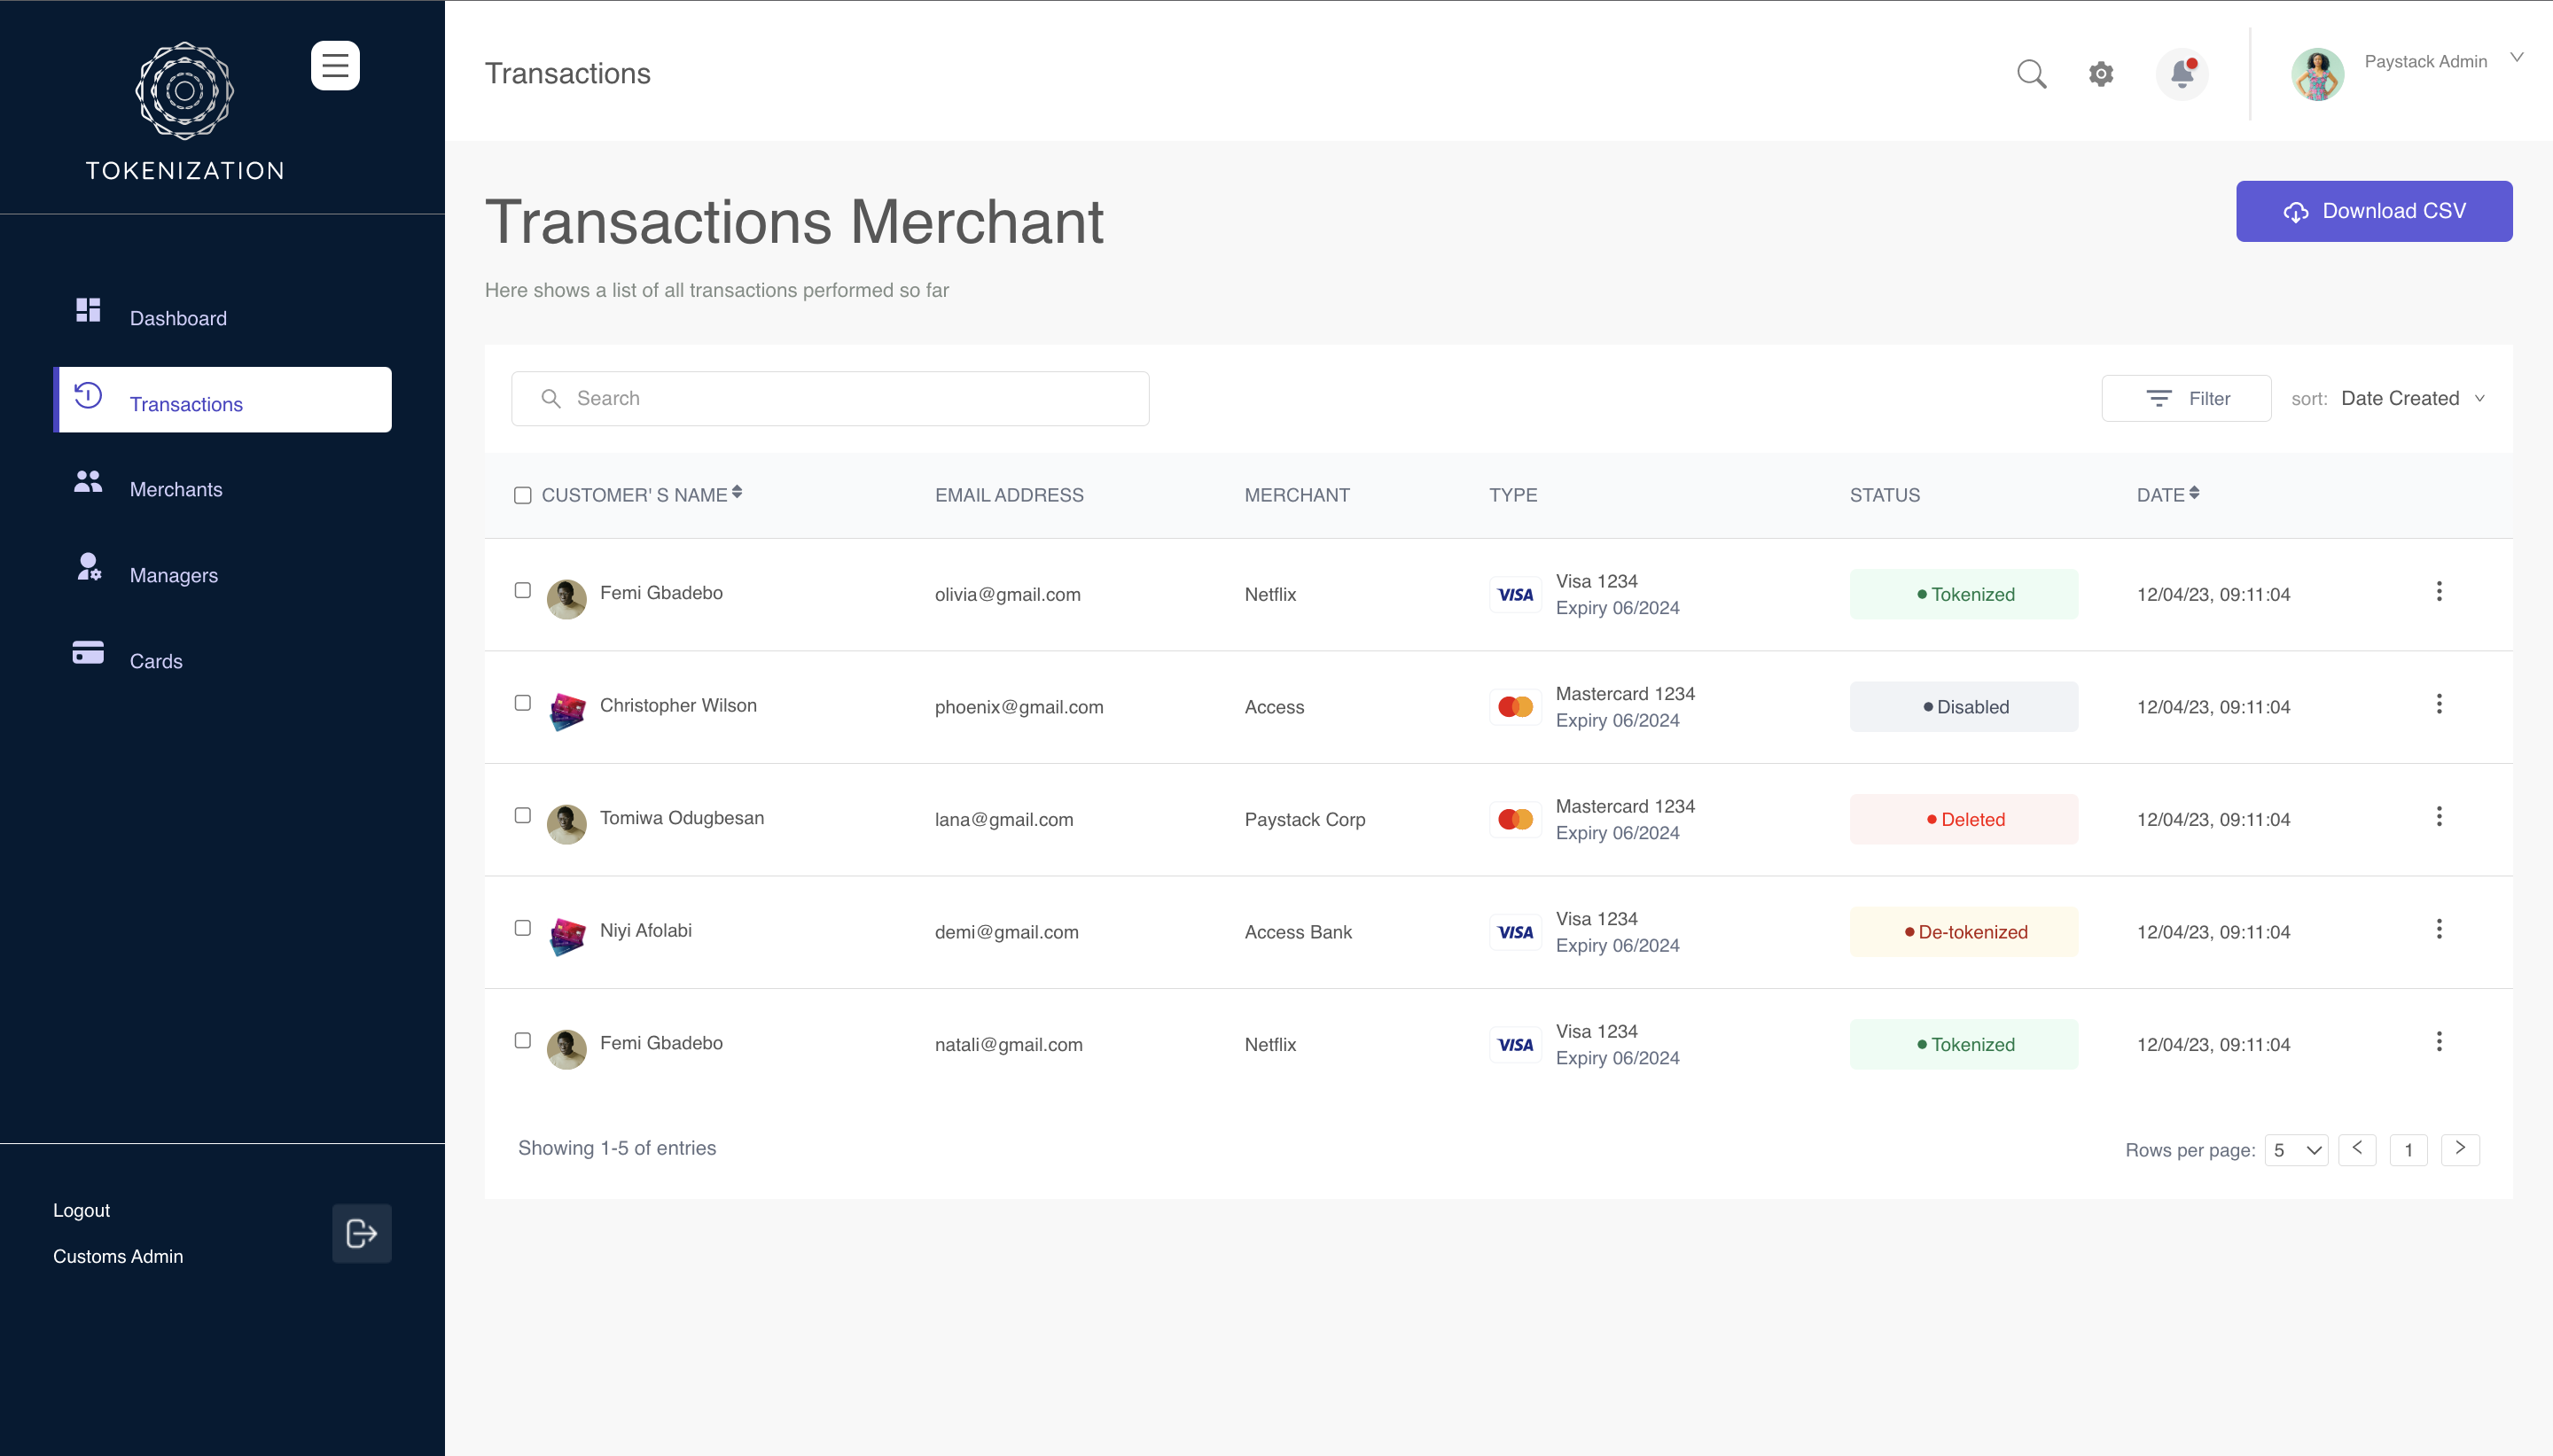 TOKENIZATION
Dashboard
Transactions
Merchants
Managers
Cards
Logout
Customs Admin
Transactions
Paystack Admin
Transactions Merchant
Download CSV
Here shows a list of all transactions performed so far
Search
Filter
sort: Date Created
CUSTOMER' S NAME EMAIL ADDRESS MERCHANT TYPE STATUS DATE
Femi Gbadebo olivia@gmail.com Netflix VISA Visa 1234 Tokenized 12/04/23, 09:11:04
Expiry 06/2024
Christopher Wilson phoenix@gmail.com Access Mastercard 1234 Disabled 12/04/23, 09:11:04
Expiry 06/2024
Tomiwa Odugbesan lana@gmail.com Paystack Corp Mastercard 1234 Deleted 12/04/23, 09:11:04
Expiry 06/2024
Niyi Afolabi demi@gmail.com Access Bank VISA Visa 1234 De-tokenized 12/04/23, 09:11:04
Expiry 06/2024
Femi Gbadebo natali@gmail.com Netflix VISA Visa 1234 Tokenized 12/04/23, 09:11:04
Expiry 06/2024
Showing 1-5 of entries
Rows per page: 5 < 1 >